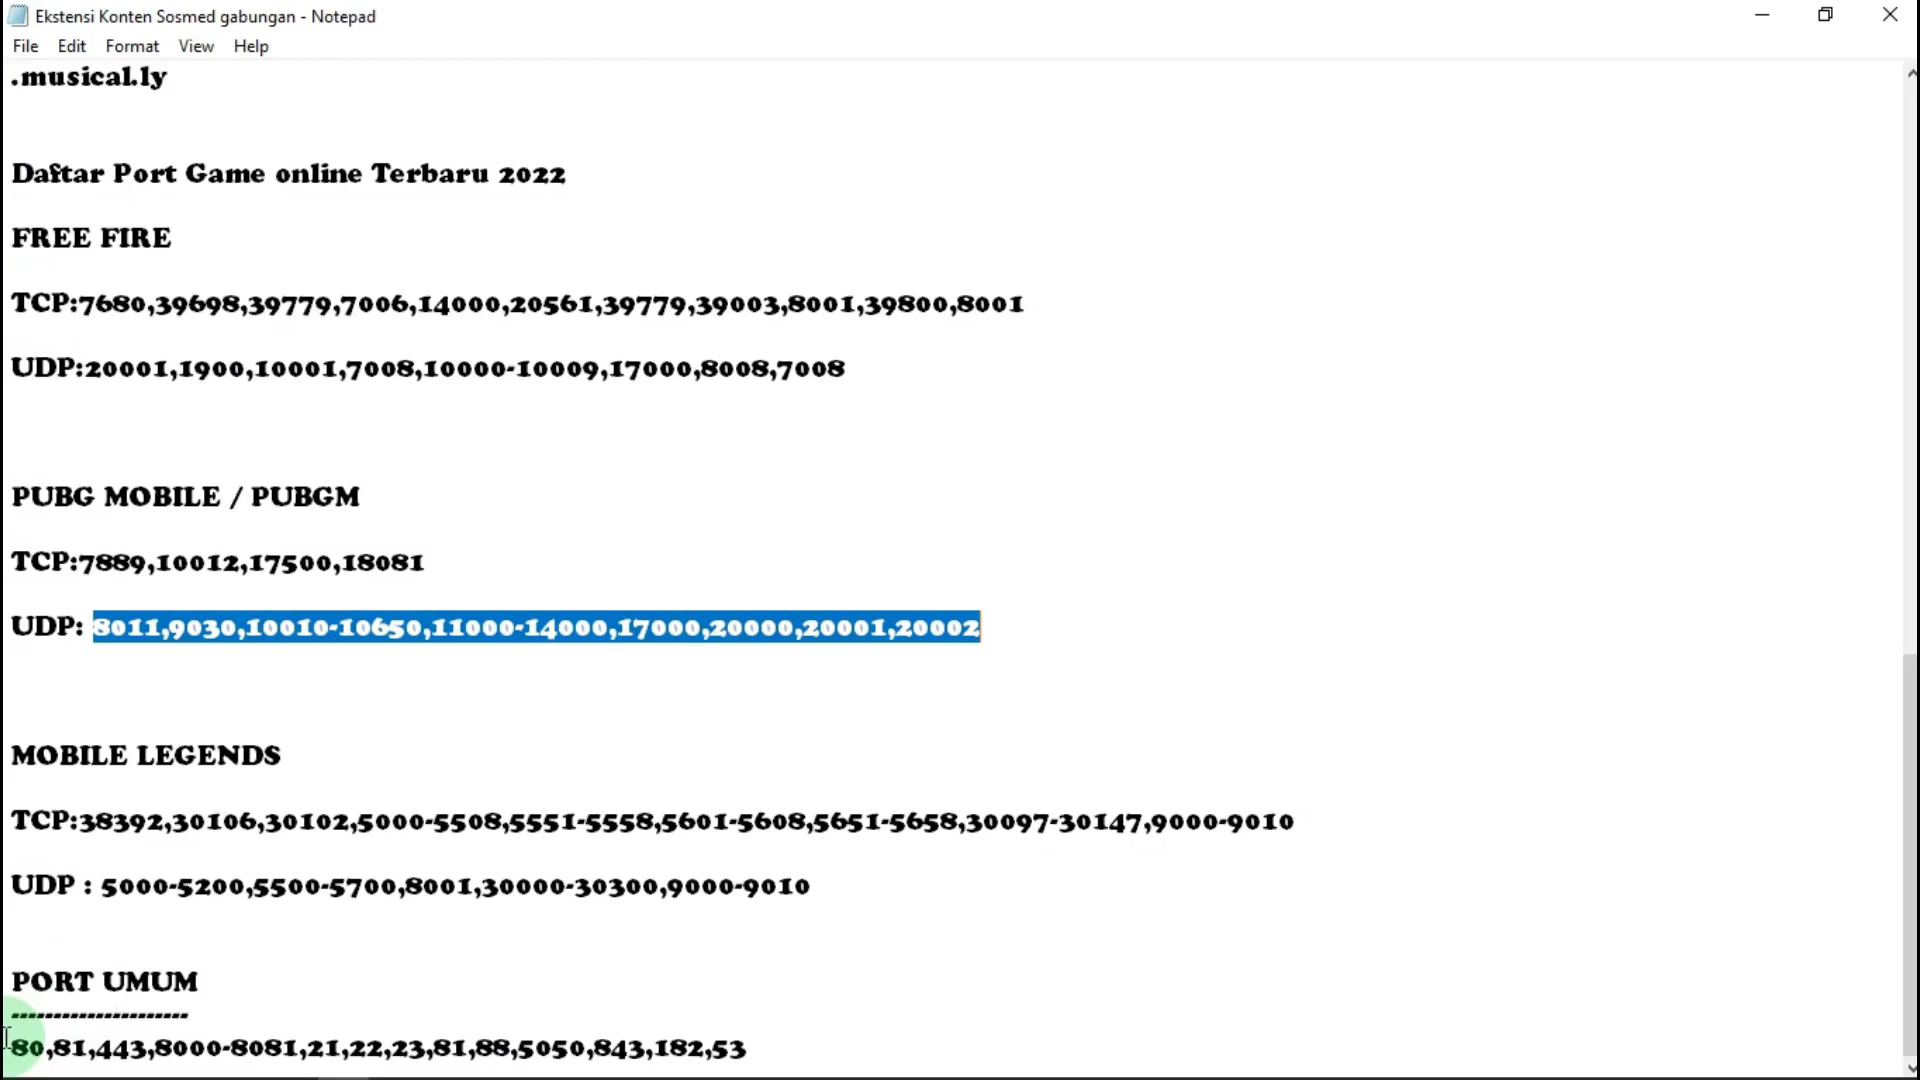 Ekstensi Konten Sosmed gabungan - Notepad
File Edit Format View Help
.musical.ly
Daftar Port Game online Terbaru 2022
FREE FIRE
TCP:7680,39698,39779,7006,14000,20561,39779,39003,8001,39800,8001
UDP:20001,1900,10001,7008,10000-10009,17000,8008,7008
PUBG MOBILE / PUBGM
TCP:7889,10012,17500,18081
UDP: 8011,9030,10010-10650,11000-14000,17000,20000,20001,20002
MOBILE LEGENDS
TCP:38392,30106,30102,5000-5508,5551-5558,5601-5608,5651-5658,30097-30147,9000-9010
UDP : 5000-5200,5500-5700,8001,30000-30300,9000-9010
PORT UMUM
---------------------
80,81,443,8000-8081,21,22,23,81,88,5050,843,182,53